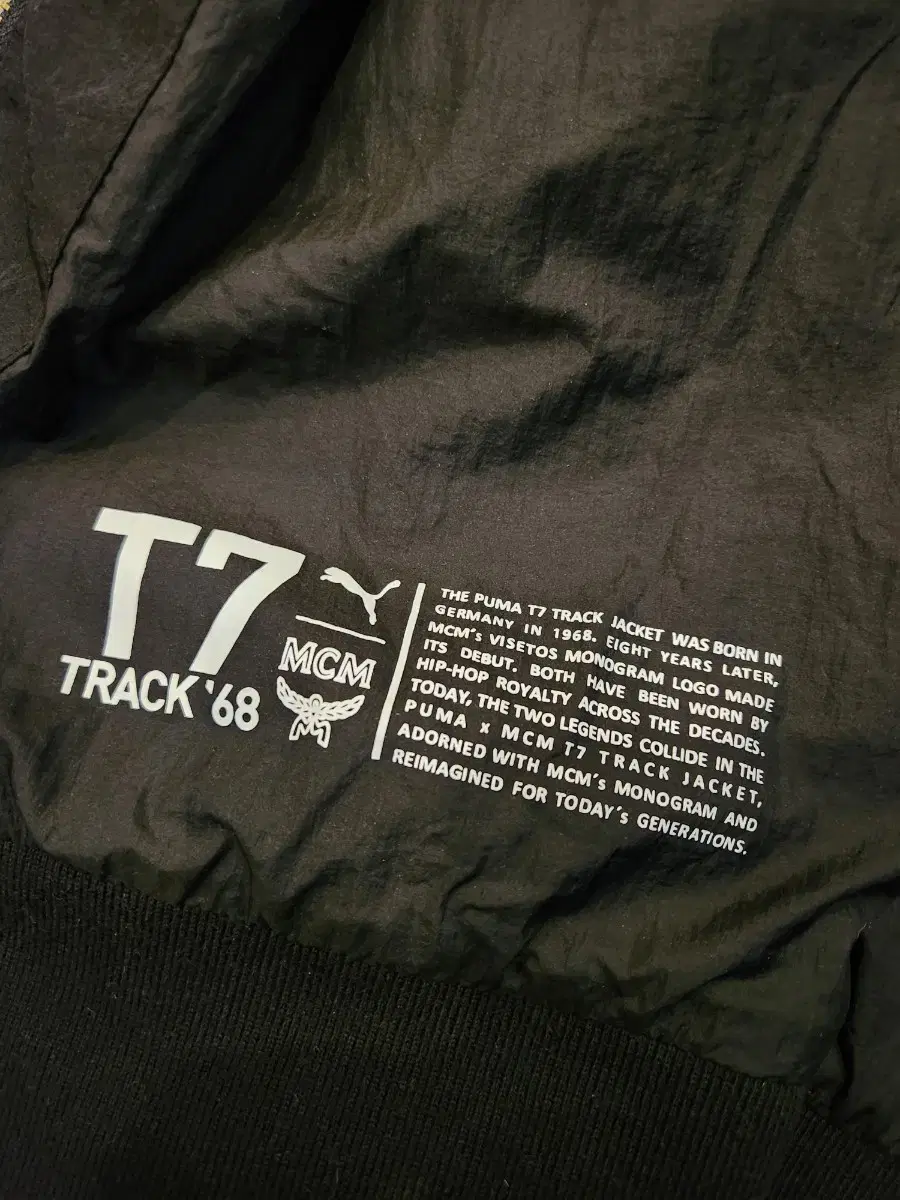 T7
TRACK '68
MCM
M
THE PUMA T7 TRACK JACKET WAS BORN IN
GERMANY IN 1968. EIGHT YEARS LATER,
MCM's VISETOS MONOGRAM LOGO MADE
ITS DEBUT. BOTH HAVE BEEN WORN BY
HIP-HOP ROYALTY ACROSS THE DECADES.
TODAY, THE TWO LEGENDS COLLIDE IN THE
PUMA x MCM T7 TRACK JACKET,
ADORNED WITH MCM's MONOGRAM AND
REIMAGINED FOR TODAY's GENERATIONS.